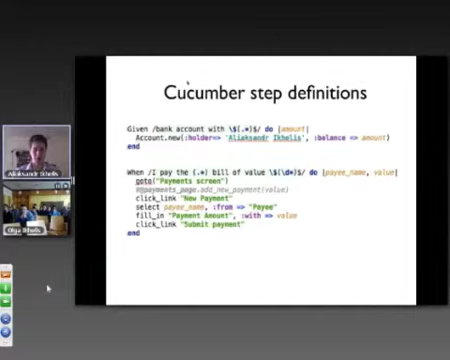 Cucumber step definitions
Given /bank account with \$(.*)$/ do |amount|
Account.new(:holder=> 'Aliaksandr Ikhelis', :balance => amount)
end
When /I pay the (.*) bill of value \$(\d*)$/ do |payee_name, value|
goto("Payments screen")
#@payments_page.add_new_payment(value)
click_link "New Payment"
select payee_name, :from => "Payee"
fill_in "Payment Amount", :with => value
click_link "Submit payment"
end
Aliaksandr Ikhelis
Olga Ikhelis